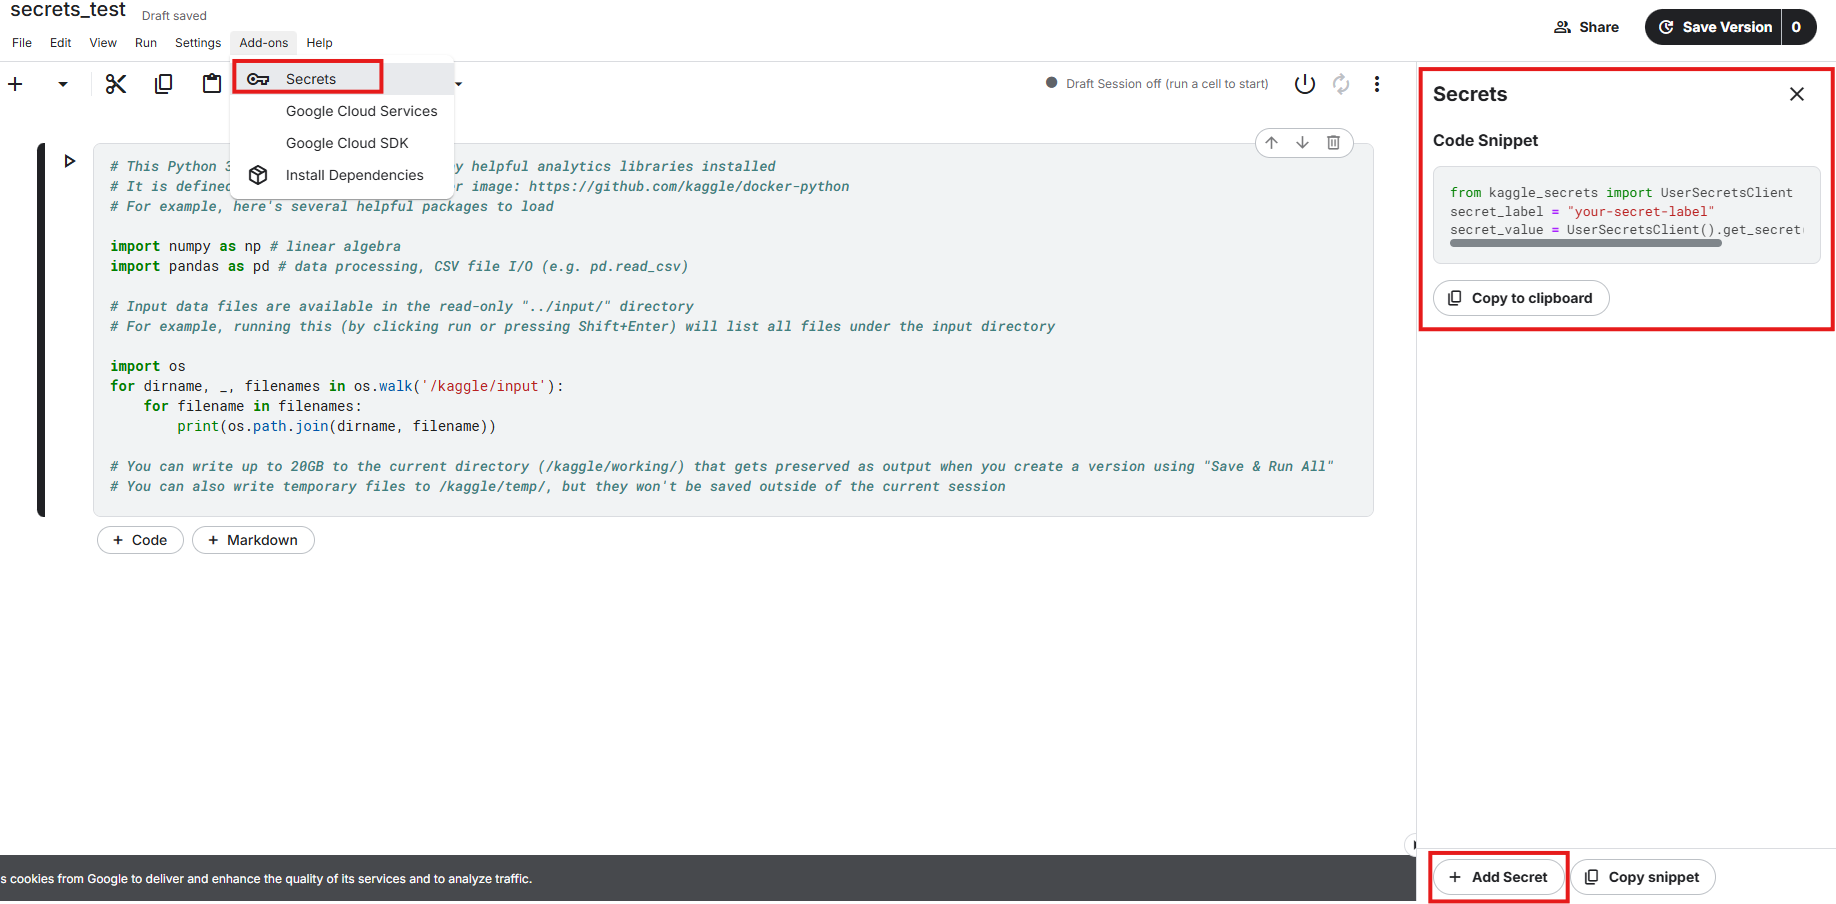 secrets_test Draft saved
File Edit View Run Settings Add-ons Help
Share Save Version 0
Secrets
Google Cloud Services
Google Cloud SDK
Install Dependencies
Draft Session off (run a cell to start)
# This Python 3 y helpful analytics libraries installed
# It is defined r image: https://github.com/kaggle/docker-python
# For example, here's several helpful packages to load
import numpy as np # linear algebra
import pandas as pd # data processing, CSV file I/O (e.g. pd.read_csv)
# Input data files are available in the read-only "../input/" directory
# For example, running this (by clicking run or pressing Shift+Enter) will list all files under the input directory
import os
for dirname, _, filenames in os.walk('/kaggle/input'):
    for filename in filenames:
        print(os.path.join(dirname, filename))
# You can write up to 20GB to the current directory (/kaggle/working/) that gets preserved as output when you create a version using "Save & Run All"
# You can also write temporary files to /kaggle/temp/, but they won't be saved outside of the current session
+ Code + Markdown
Secrets
Code Snippet
from kaggle_secrets import UserSecretsClient
secret_label = "your-secret-label"
secret_value = UserSecretsClient().get_secret(
Copy to clipboard
+ Add Secret Copy snippet
s cookies from Google to deliver and enhance the quality of its services and to analyze traffic.